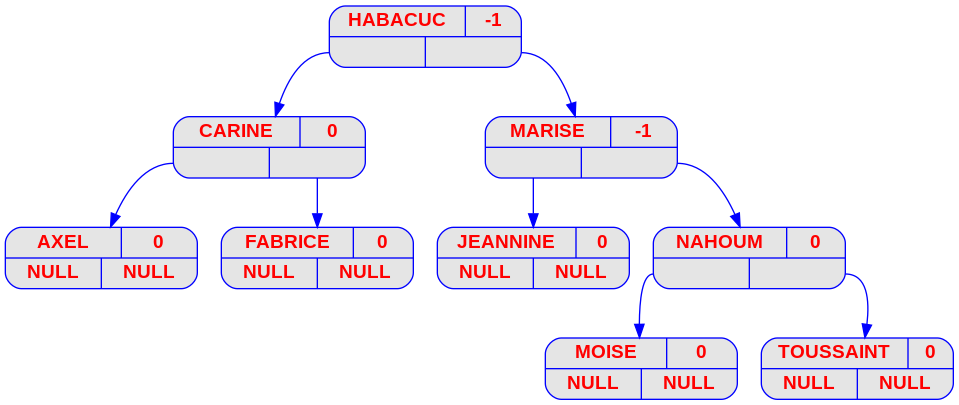 HABACUC -1
CARINE 0
MARISE -1
AXEL 0
NULL NULL
FABRICE 0
NULL NULL
JEANNINE 0
NULL NULL
NAHOUM 0
MOISE 0
NULL NULL
TOUSSAINT 0
NULL NULL